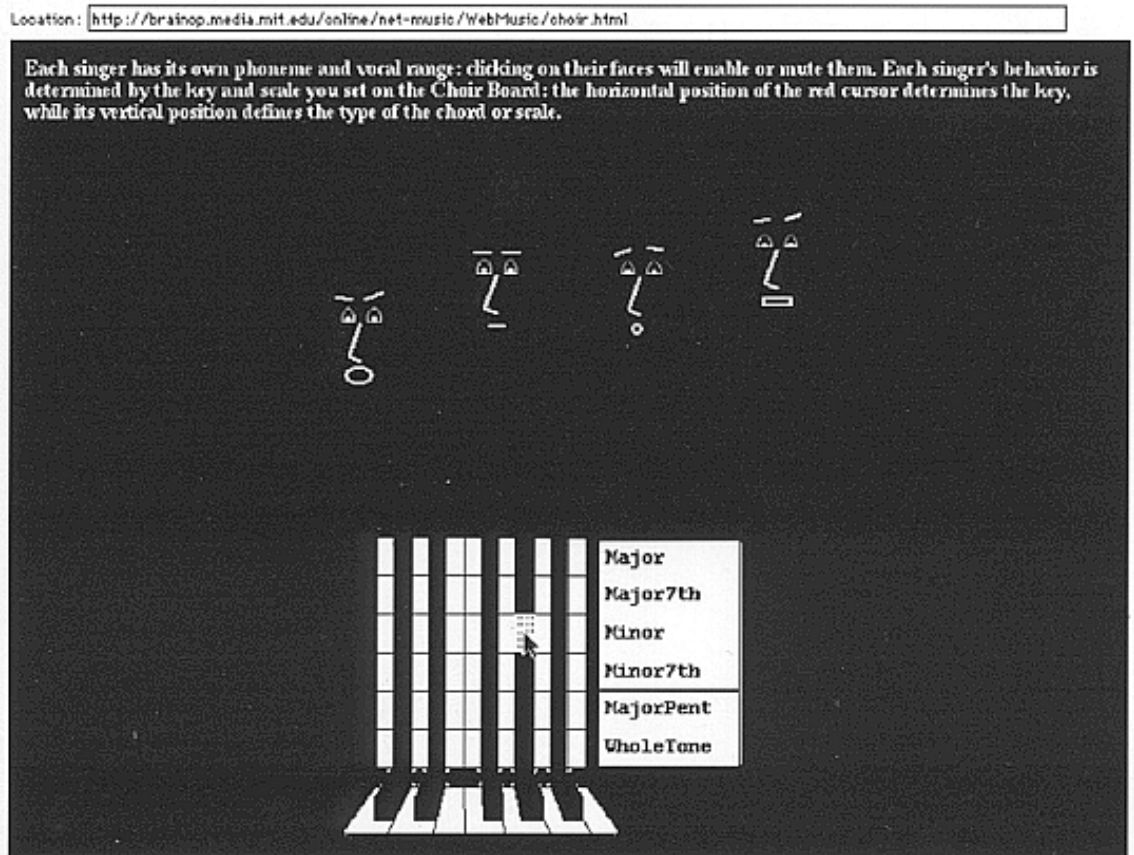 Location: http://brainop.media.mit.edu/online/net-music/WebMusic/choir.html
Each singer has its own phoneme and vocal range: clicking on their faces will enable or mute them. Each singer's behavior is
determined by the key and scale you set on the Choir Board: the horizontal position of the red cursor determines the key,
while its vertical position defines the type of the chord or scale.
Major
Major7th
Minor
Minor7th
MajorPent
WholeTone